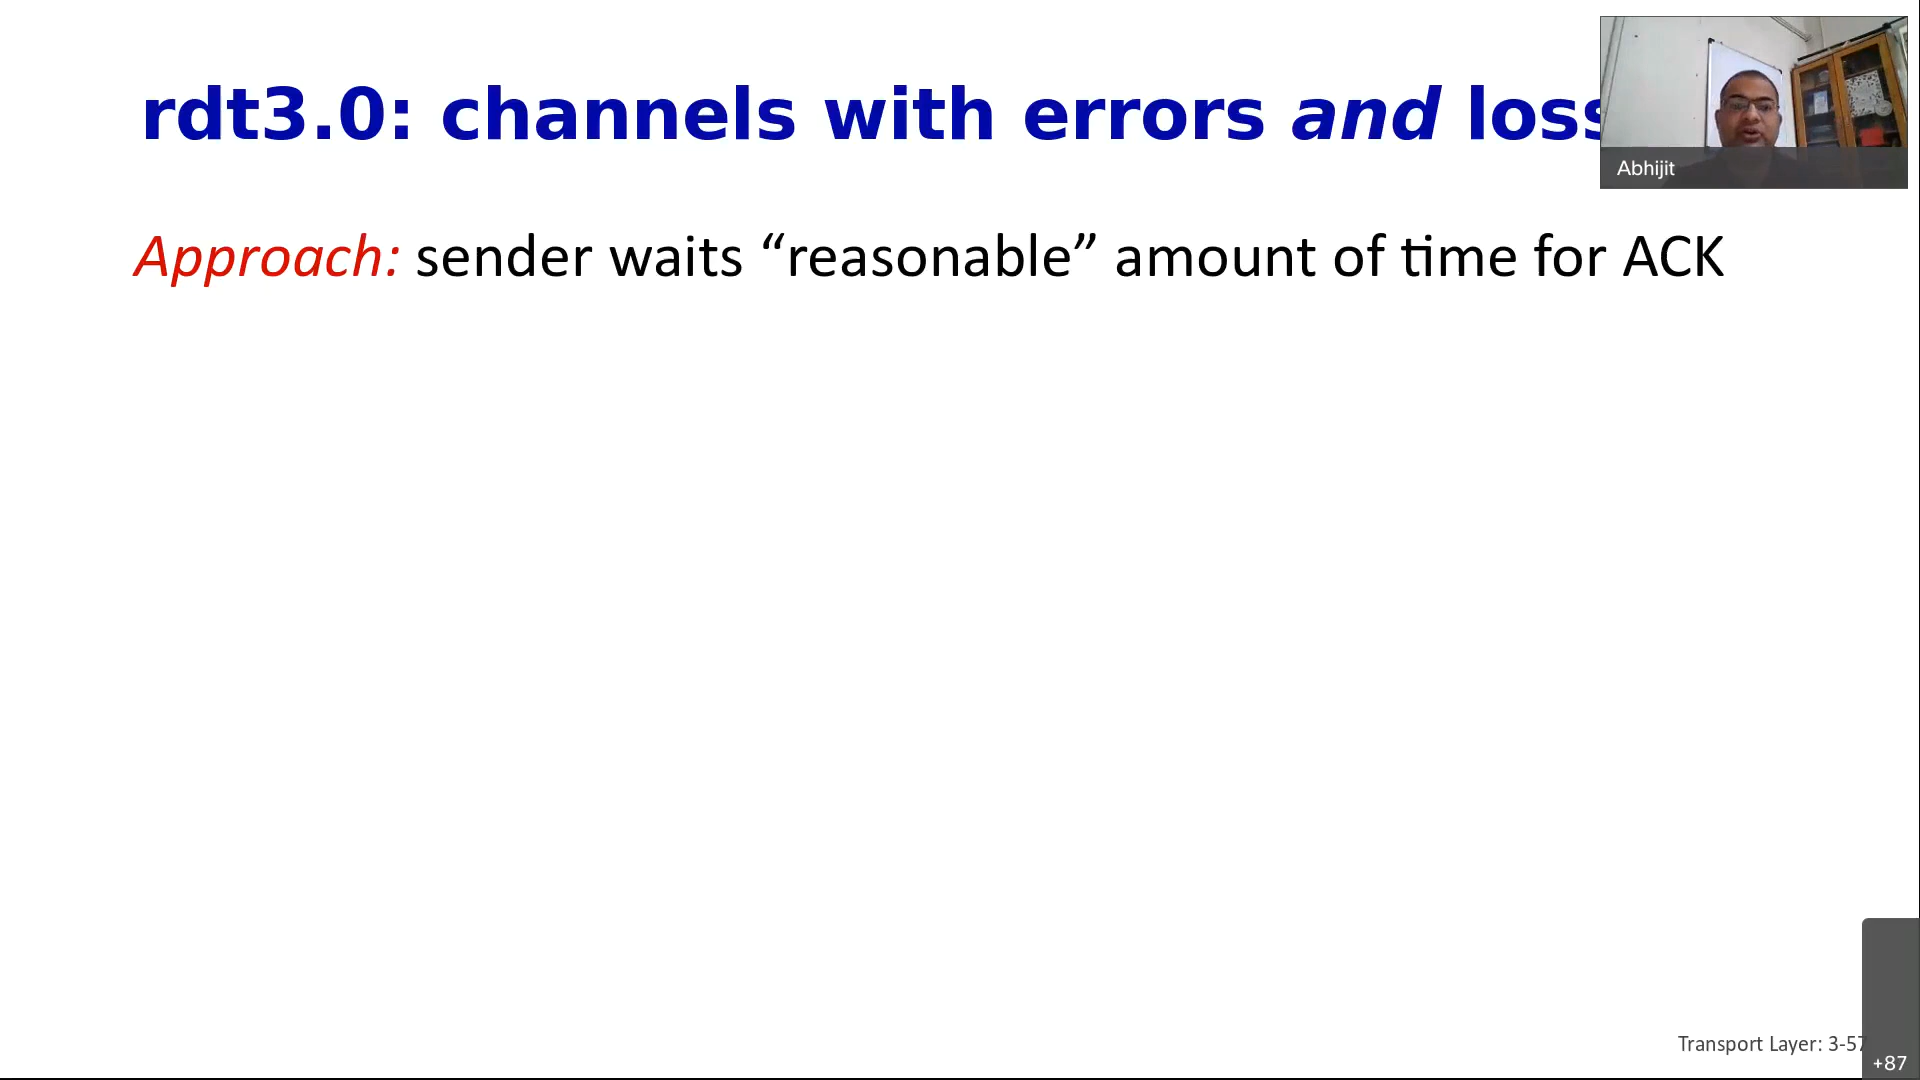 rdt3.0: channels with errors and loss
Abhijit
Approach: sender waits “reasonable” amount of time for ACK
Transport Layer: 3-57
+87